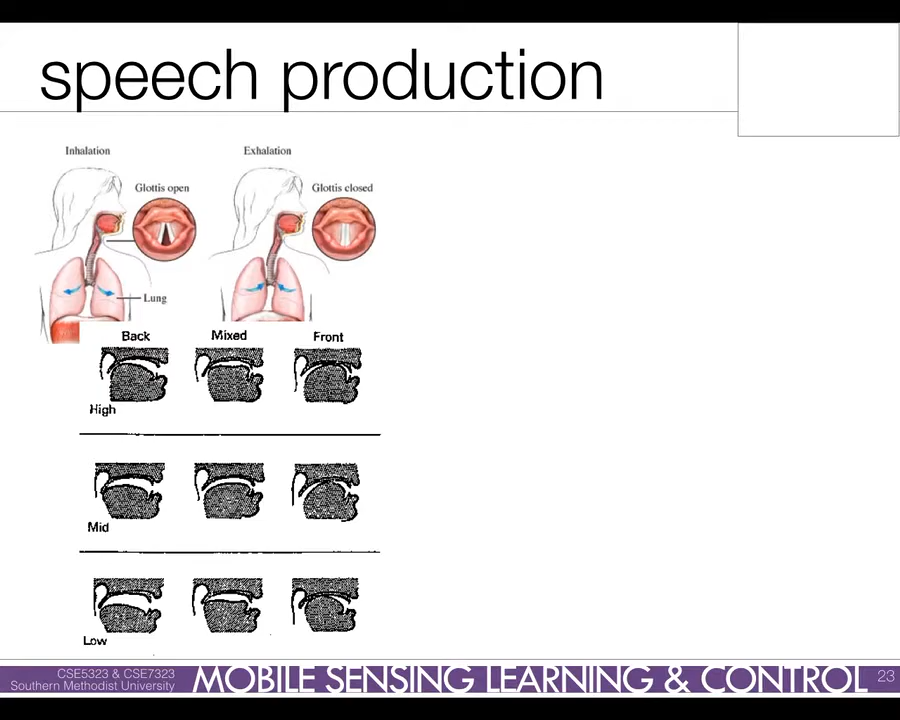 speech production
Inhalation
Exhalation
Glottis open
Glottis closed
Lung
Back Mixed Front
High
Mid
Low
CSE5323 & CSE7323
Southern Methodist University
MOBILE SENSING LEARNING & CONTROL
23